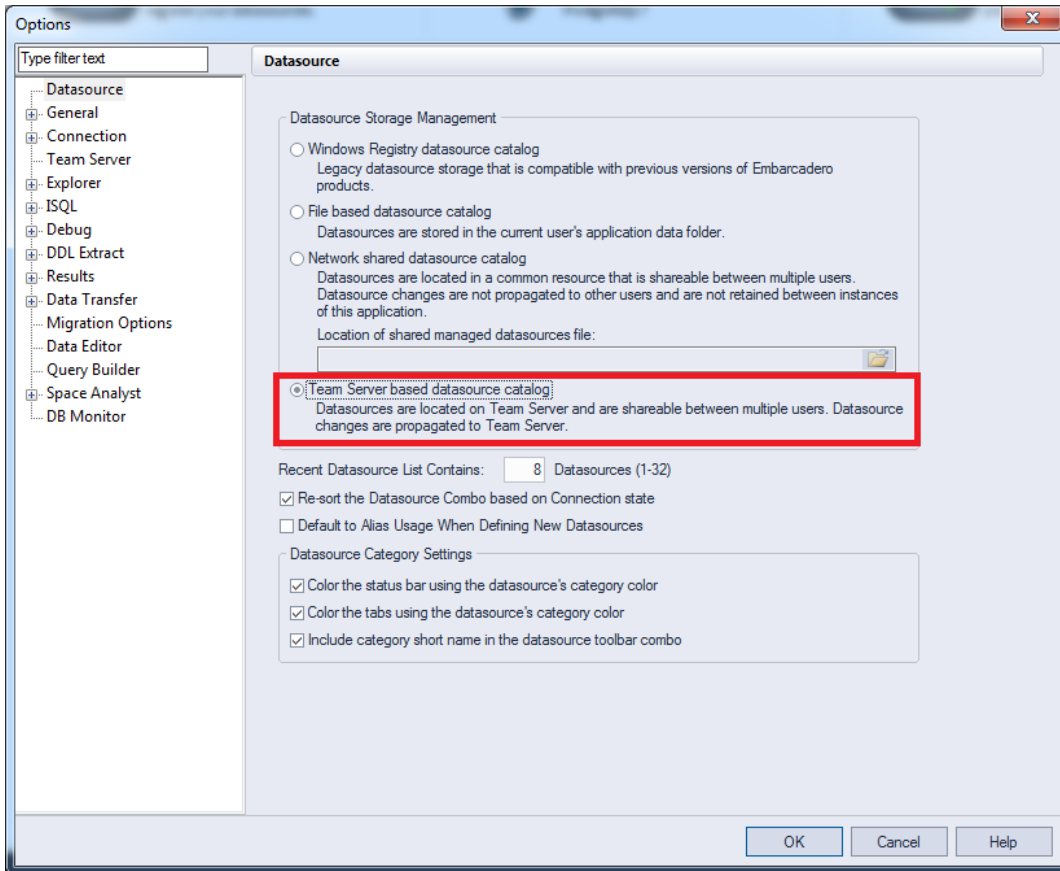 Options
Type filter text
Datasource
General
Connection
Team Server
Explorer
ISQL
Debug
DDL Extract
Results
Data Transfer
Migration Options
Data Editor
Query Builder
Space Analyst
DB Monitor
Datasource
Datasource Storage Management
Windows Registry datasource catalog
Legacy datasource storage that is compatible with previous versions of Embarcadero
products.
File based datasource catalog
Datasources are stored in the current user's application data folder.
Network shared datasource catalog
Datasources are located in a common resource that is shareable between multiple users.
Datasource changes are not propagated to other users and are not retained between instances
of this application.
Location of shared managed datasources file:
Team Server based datasource catalog
Datasources are located on Team Server and are shareable between multiple users. Datasource
changes are propagated to Team Server.
Recent Datasource List Contains: 8 Datasources (1-32)
Re-sort the Datasource Combo based on Connection state
Default to Alias Usage When Defining New Datasources
Datasource Category Settings
Color the status bar using the datasource's category color
Color the tabs using the datasource's category color
Include category short name in the datasource toolbar combo
OK Cancel Help